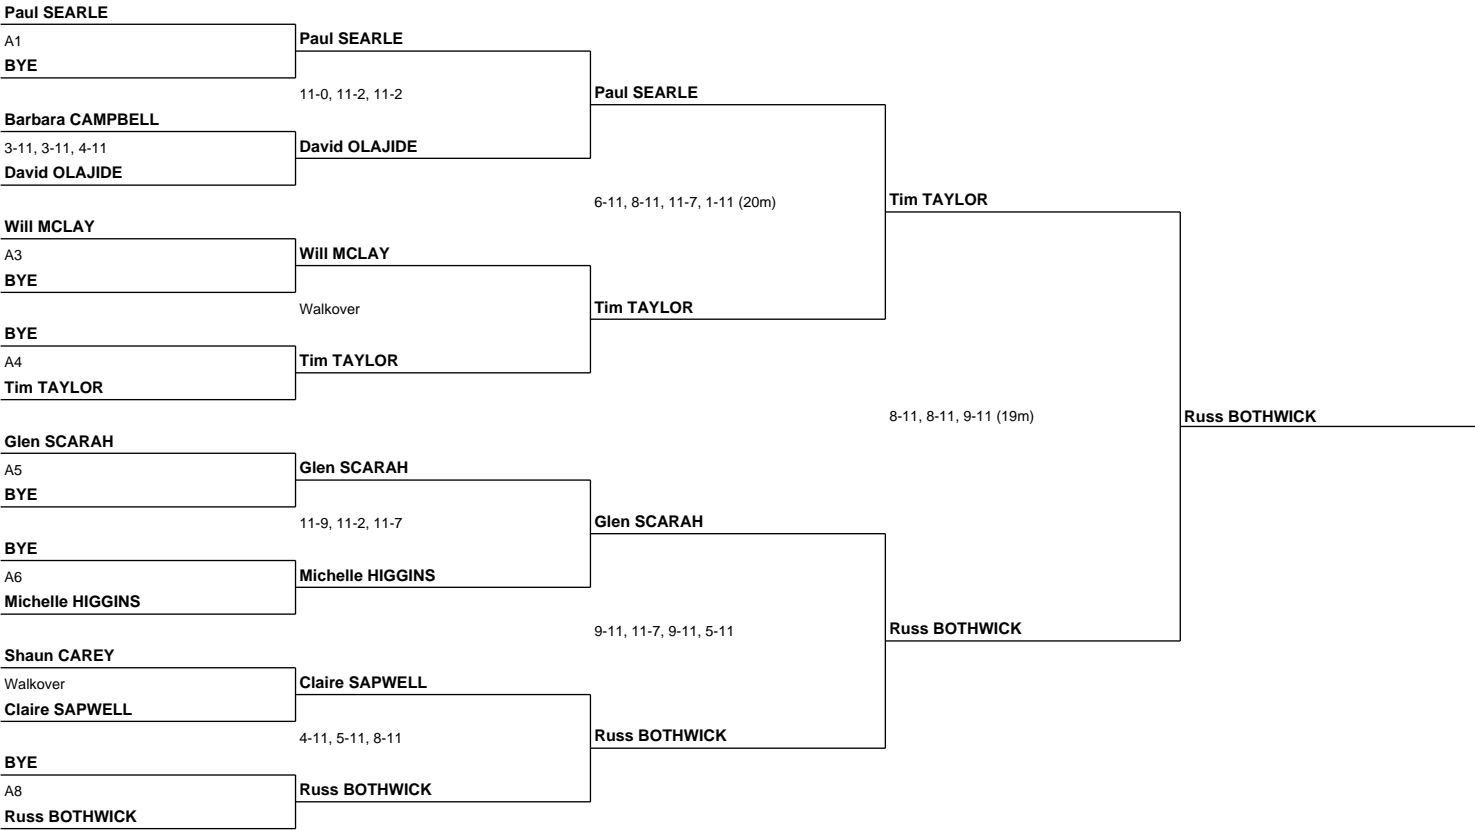 Paul SEARLE
A1
BYE
Barbara CAMPBELL
3-11, 3-11, 4-11
David OLAJIDE
Will MCLAY
A3
BYE
BYE
A4
Tim TAYLOR
Glen SCARAH
A5
BYE
BYE
A6
Michelle HIGGINS
Shaun CAREY
Walkover
Claire SAPWELL
BYE
A8
Russ BOTHWICK
Paul SEARLE
11-0, 11-2, 11-2
David OLAJIDE
Will MCLAY
Walkover
Tim TAYLOR
Glen SCARAH
11-9, 11-2, 11-7
Michelle HIGGINS
Claire SAPWELL
4-11, 5-11, 8-11
Russ BOTHWICK
Paul SEARLE
6-11, 8-11, 11-7, 1-11 (20m)
Tim TAYLOR
Glen SCARAH
9-11, 11-7, 9-11, 5-11
Russ BOTHWICK
Tim TAYLOR
8-11, 8-11, 9-11 (19m)
Russ BOTHWICK
Russ BOTHWICK